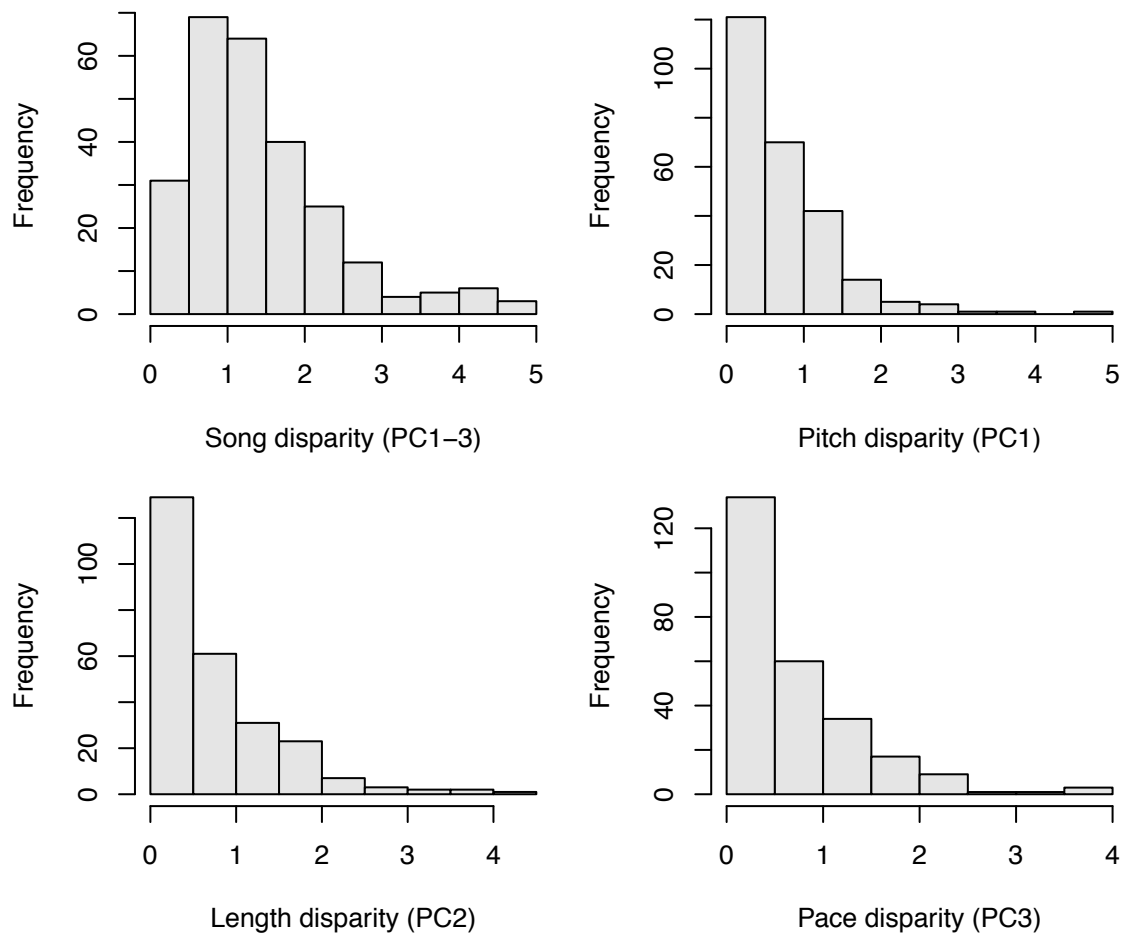 Frequency
60
40
20
0
0 1 2 3 4 5
Song disparity (PC1−3)
Frequency
100
60
20
0
0 1 2 3 4 5
Pitch disparity (PC1)
Frequency
100
60
20
0
0 1 2 3 4
Length disparity (PC2)
Frequency
120
80
40
0
0 1 2 3 4
Pace disparity (PC3)